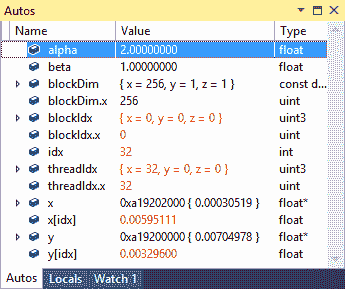 Autos
Name Value Type
alpha 2.00000000 float
beta 1.00000000 float
blockDim { x = 256, y = 1, z = 1 } const d...
blockDim.x 256 uint
blockIdx { x = 0, y = 0, z = 0 } uint3
blockIdx.x 0 uint
idx 32 int
threadIdx { x = 32, y = 0, z = 0 } uint3
threadIdx.x 32 uint
x 0xa19202000 { 0.00030519 } float*
x[idx] 0.00595111 float
y 0xa19200000 { 0.00704978 } float*
y[idx] 0.00329600 float
Autos Locals Watch 1